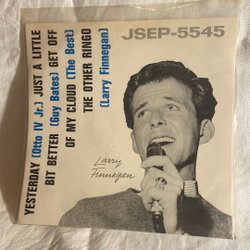 JSEP-5545
YESTERDAY (Otto IV Jr.) JUST A LITTLE
BIT BETTER (Guy Bates) GET OFF
OF MY CLOUD (The Best)
THE OTHER RINGO
(Larry Finnegan)
Larry
Finnegan